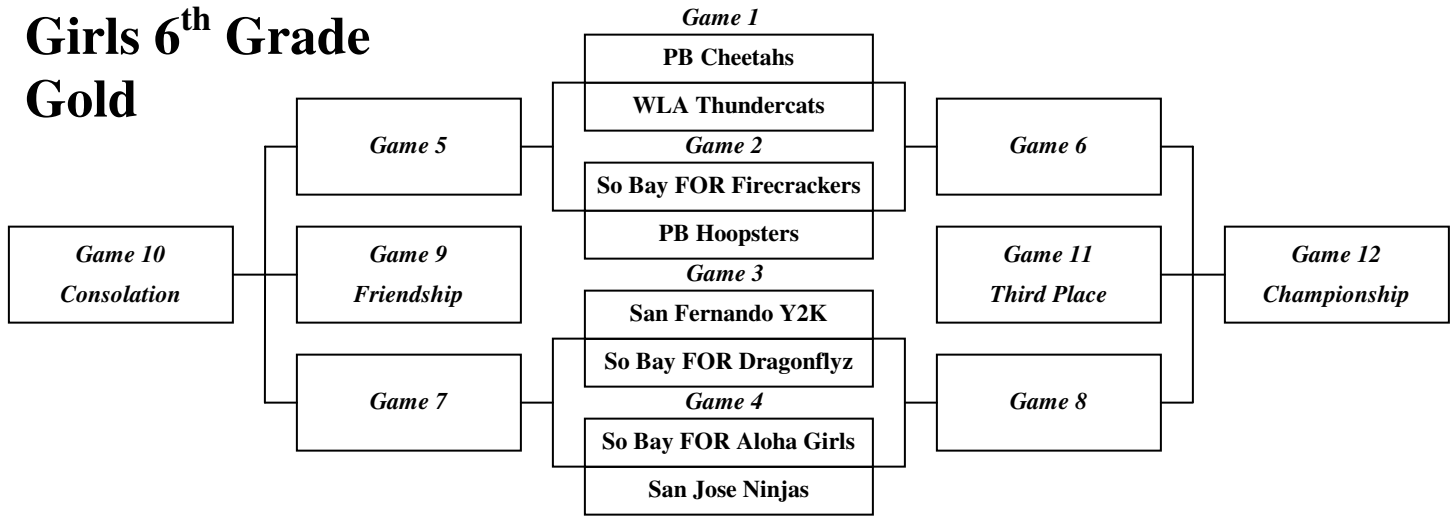 Girls 6th Grade
Gold
Game 1
PB Cheetahs
WLA Thundercats
Game 5
Game 2
Game 6
So Bay FOR Firecrackers
PB Hoopsters
Game 10
Consolation
Game 9
Friendship
Game 11
Third Place
Game 12
Championship
Game 3
San Fernando Y2K
So Bay FOR Dragonflyz
Game 7
Game 4
Game 8
So Bay FOR Aloha Girls
San Jose Ninjas